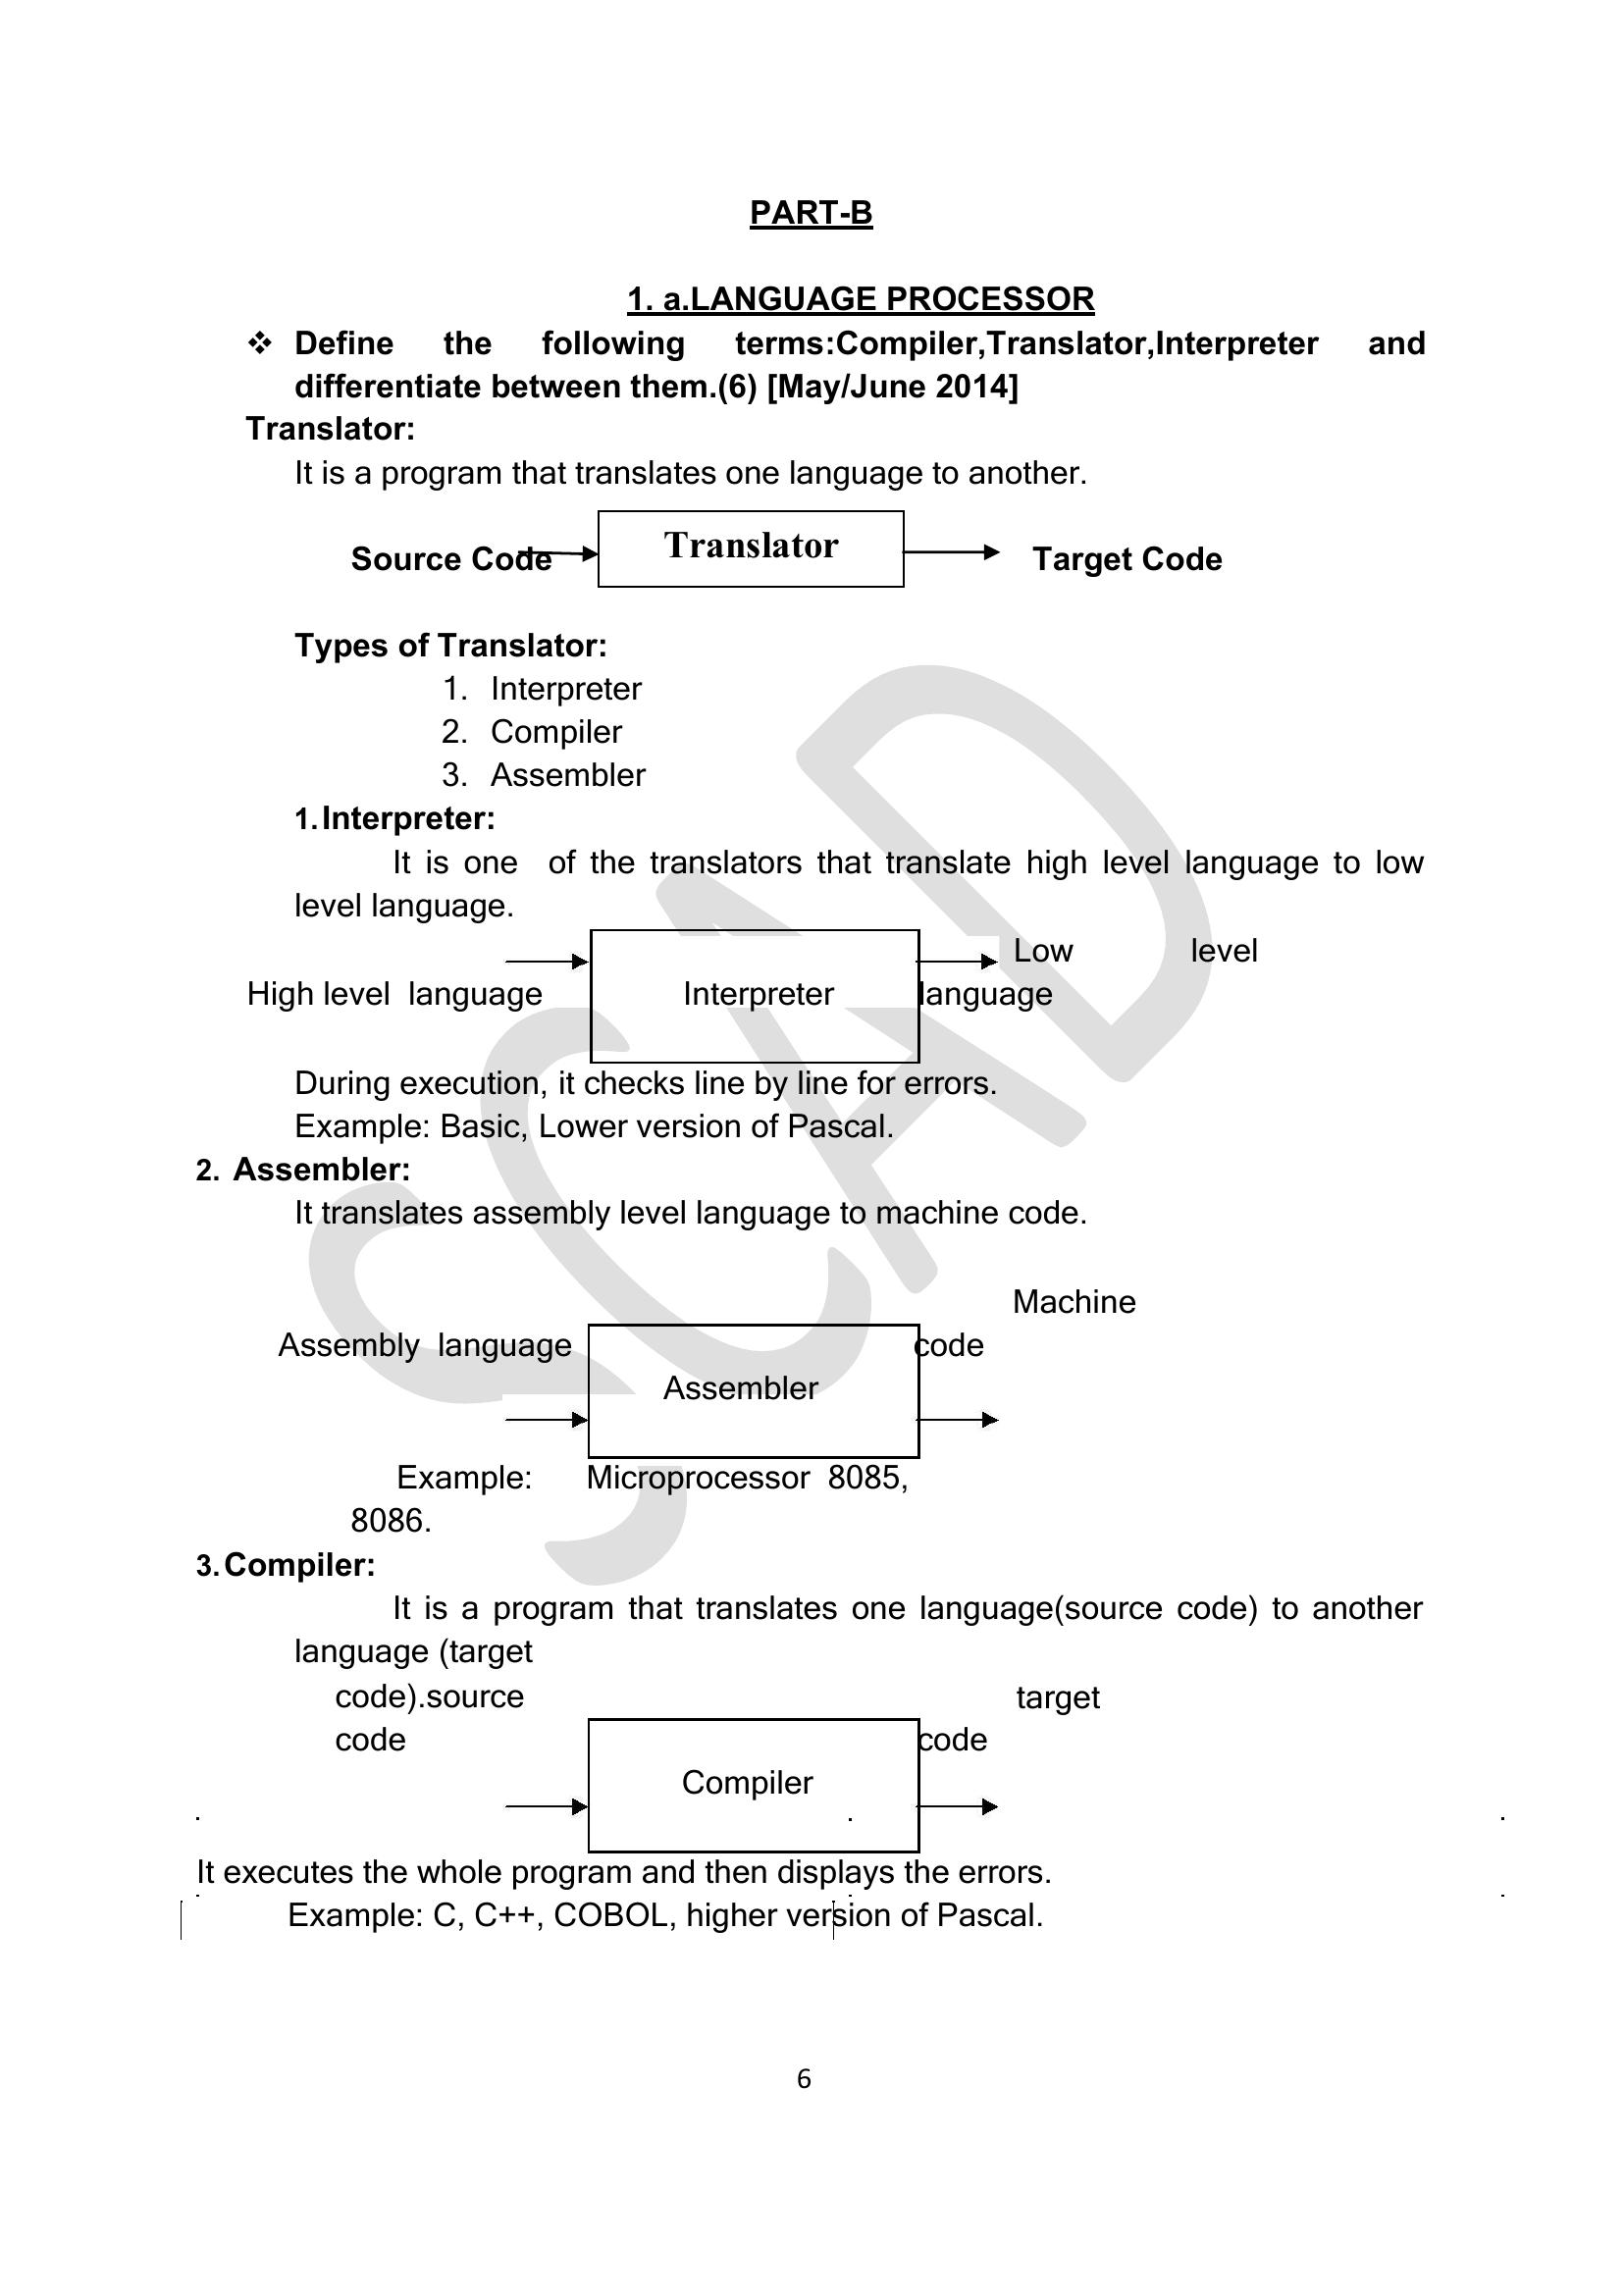 PART-B
1. a.LANGUAGE PROCESSOR
❖ Define the following terms:Compiler,Translator,Interpreter and
differentiate between them.(6) [May/June 2014]
Translator:
It is a program that translates one language to another.
Source Code Translator Target Code
Types of Translator:
1. Interpreter
2. Compiler
3. Assembler
1.Interpreter:
It is one of the translators that translate high level language to low
level language.
Low level
High level language Interpreter language
During execution, it checks line by line for errors.
Example: Basic, Lower version of Pascal.
2. Assembler:
It translates assembly level language to machine code.
Machine
Assembly language code
Assembler
Example: Microprocessor 8085,
8086.
3.Compiler:
It is a program that translates one language(source code) to another
language (target
code).source target
code code
Compiler
It executes the whole program and then displays the errors.
Example: C, C++, COBOL, higher version of Pascal.
6
SCAD